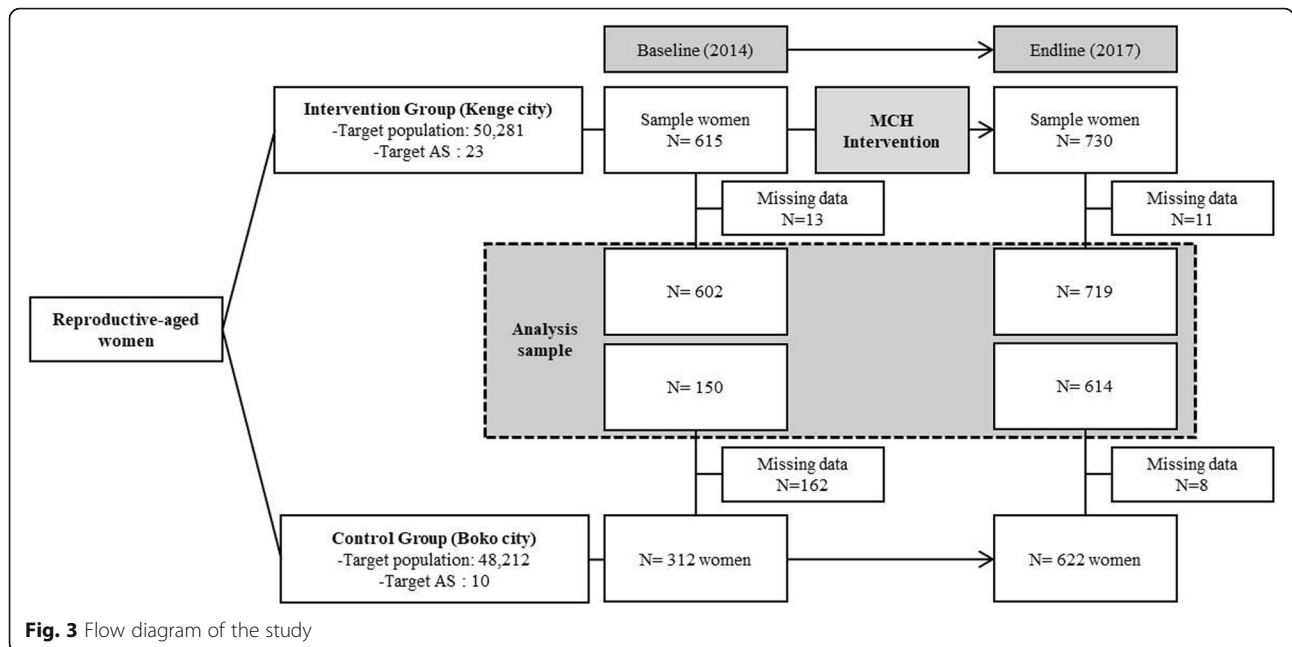 Baseline (2014)
Endline (2017)
Intervention Group (Kenge city)
-Target population: 50,281
-Target AS : 23
Sample women
N= 615
MCH
Intervention
Sample women
N= 730
Missing data
N=13
Missing data
N=11
Reproductive-aged
women
Analysis
sample
N= 602
N= 719
N= 150
N= 614
Missing data
N=162
Missing data
N=8
Control Group (Boko city)
-Target population: 48,212
-Target AS : 10
N= 312 women
N= 622 women
Fig. 3 Flow diagram of the study